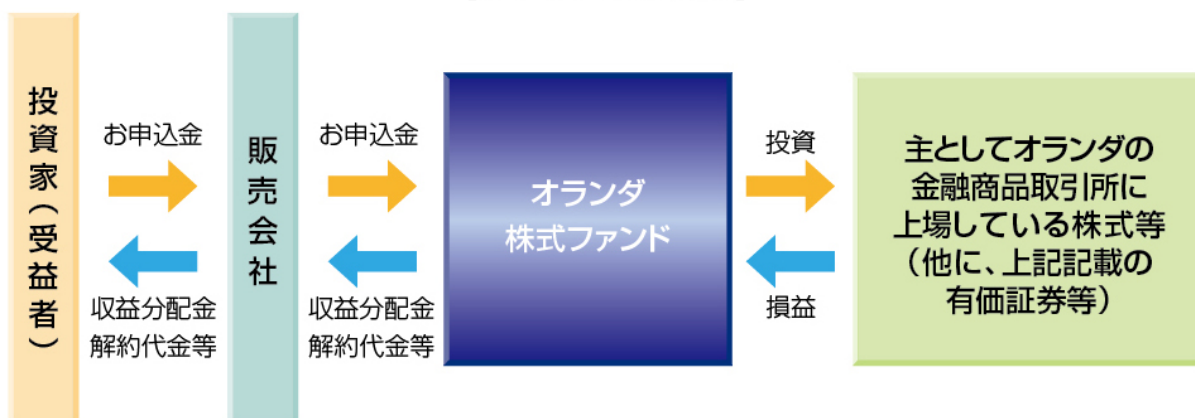 投資家（受益者）
お申込金
収益分配金
解約代金等
販売会社
お申込金
収益分配金
解約代金等
オランダ
株式ファンド
投資
損益
主としてオランダの
金融商品取引所に
上場している株式等
（他に、上記記載の
有価証券等）